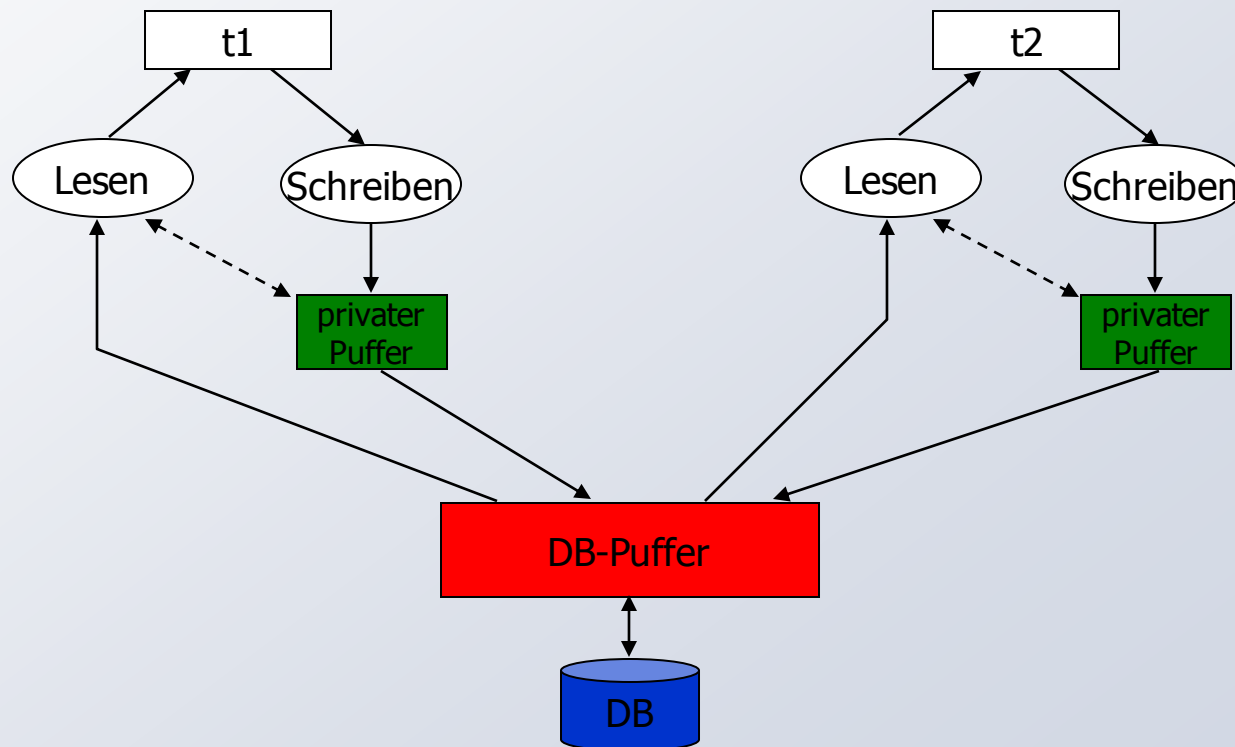 t1
t2
Lesen
Schreiben
Lesen
Schreiben
privater
Puffer
privater
Puffer
DB-Puffer
DB